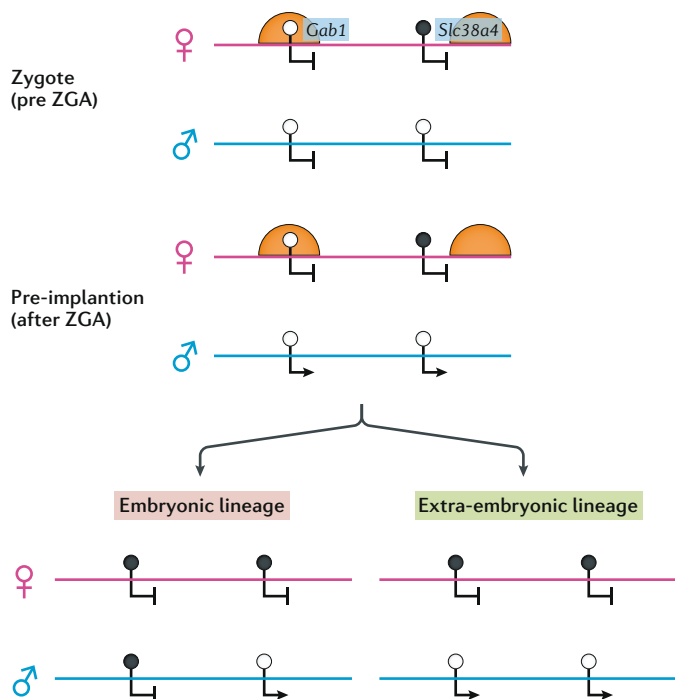 Gab1 Slc38a4
Zygote
(pre ZGA)
Pre-implantion
(after ZGA)
Embryonic lineage
Extra-embryonic lineage